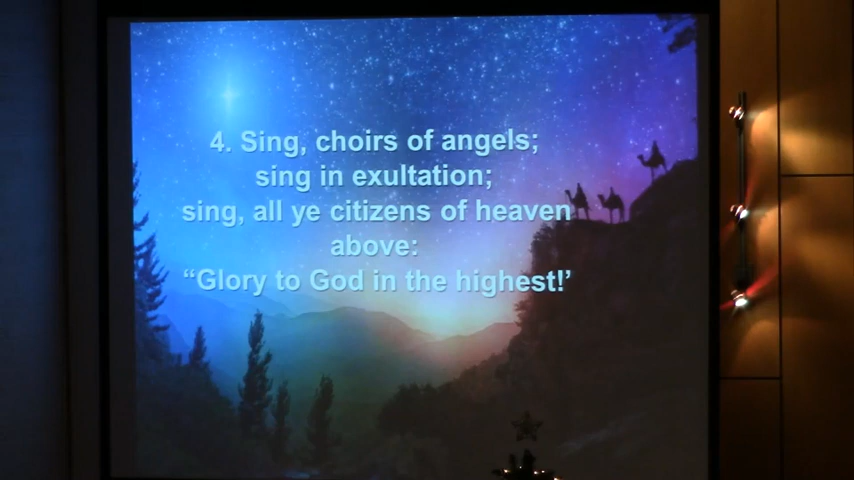 4. Sing, choirs of angels;
sing in exultation;
sing, all ye citizens of heaven
above:
“Glory to God in the highest!’